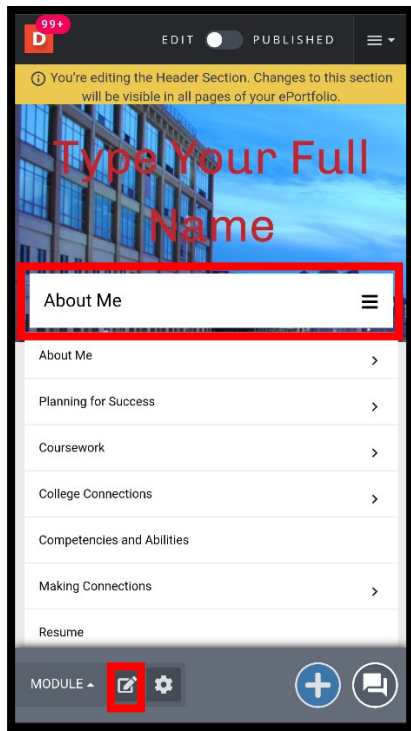 99+
D
EDIT PUBLISHED
You're editing the Header Section. Changes to this section
will be visible in all pages of your ePortfolio.
Type Your Full
Name
About Me
About Me
Planning for Success
Coursework
College Connections
Competencies and Abilities
Making Connections
Resume
MODULE